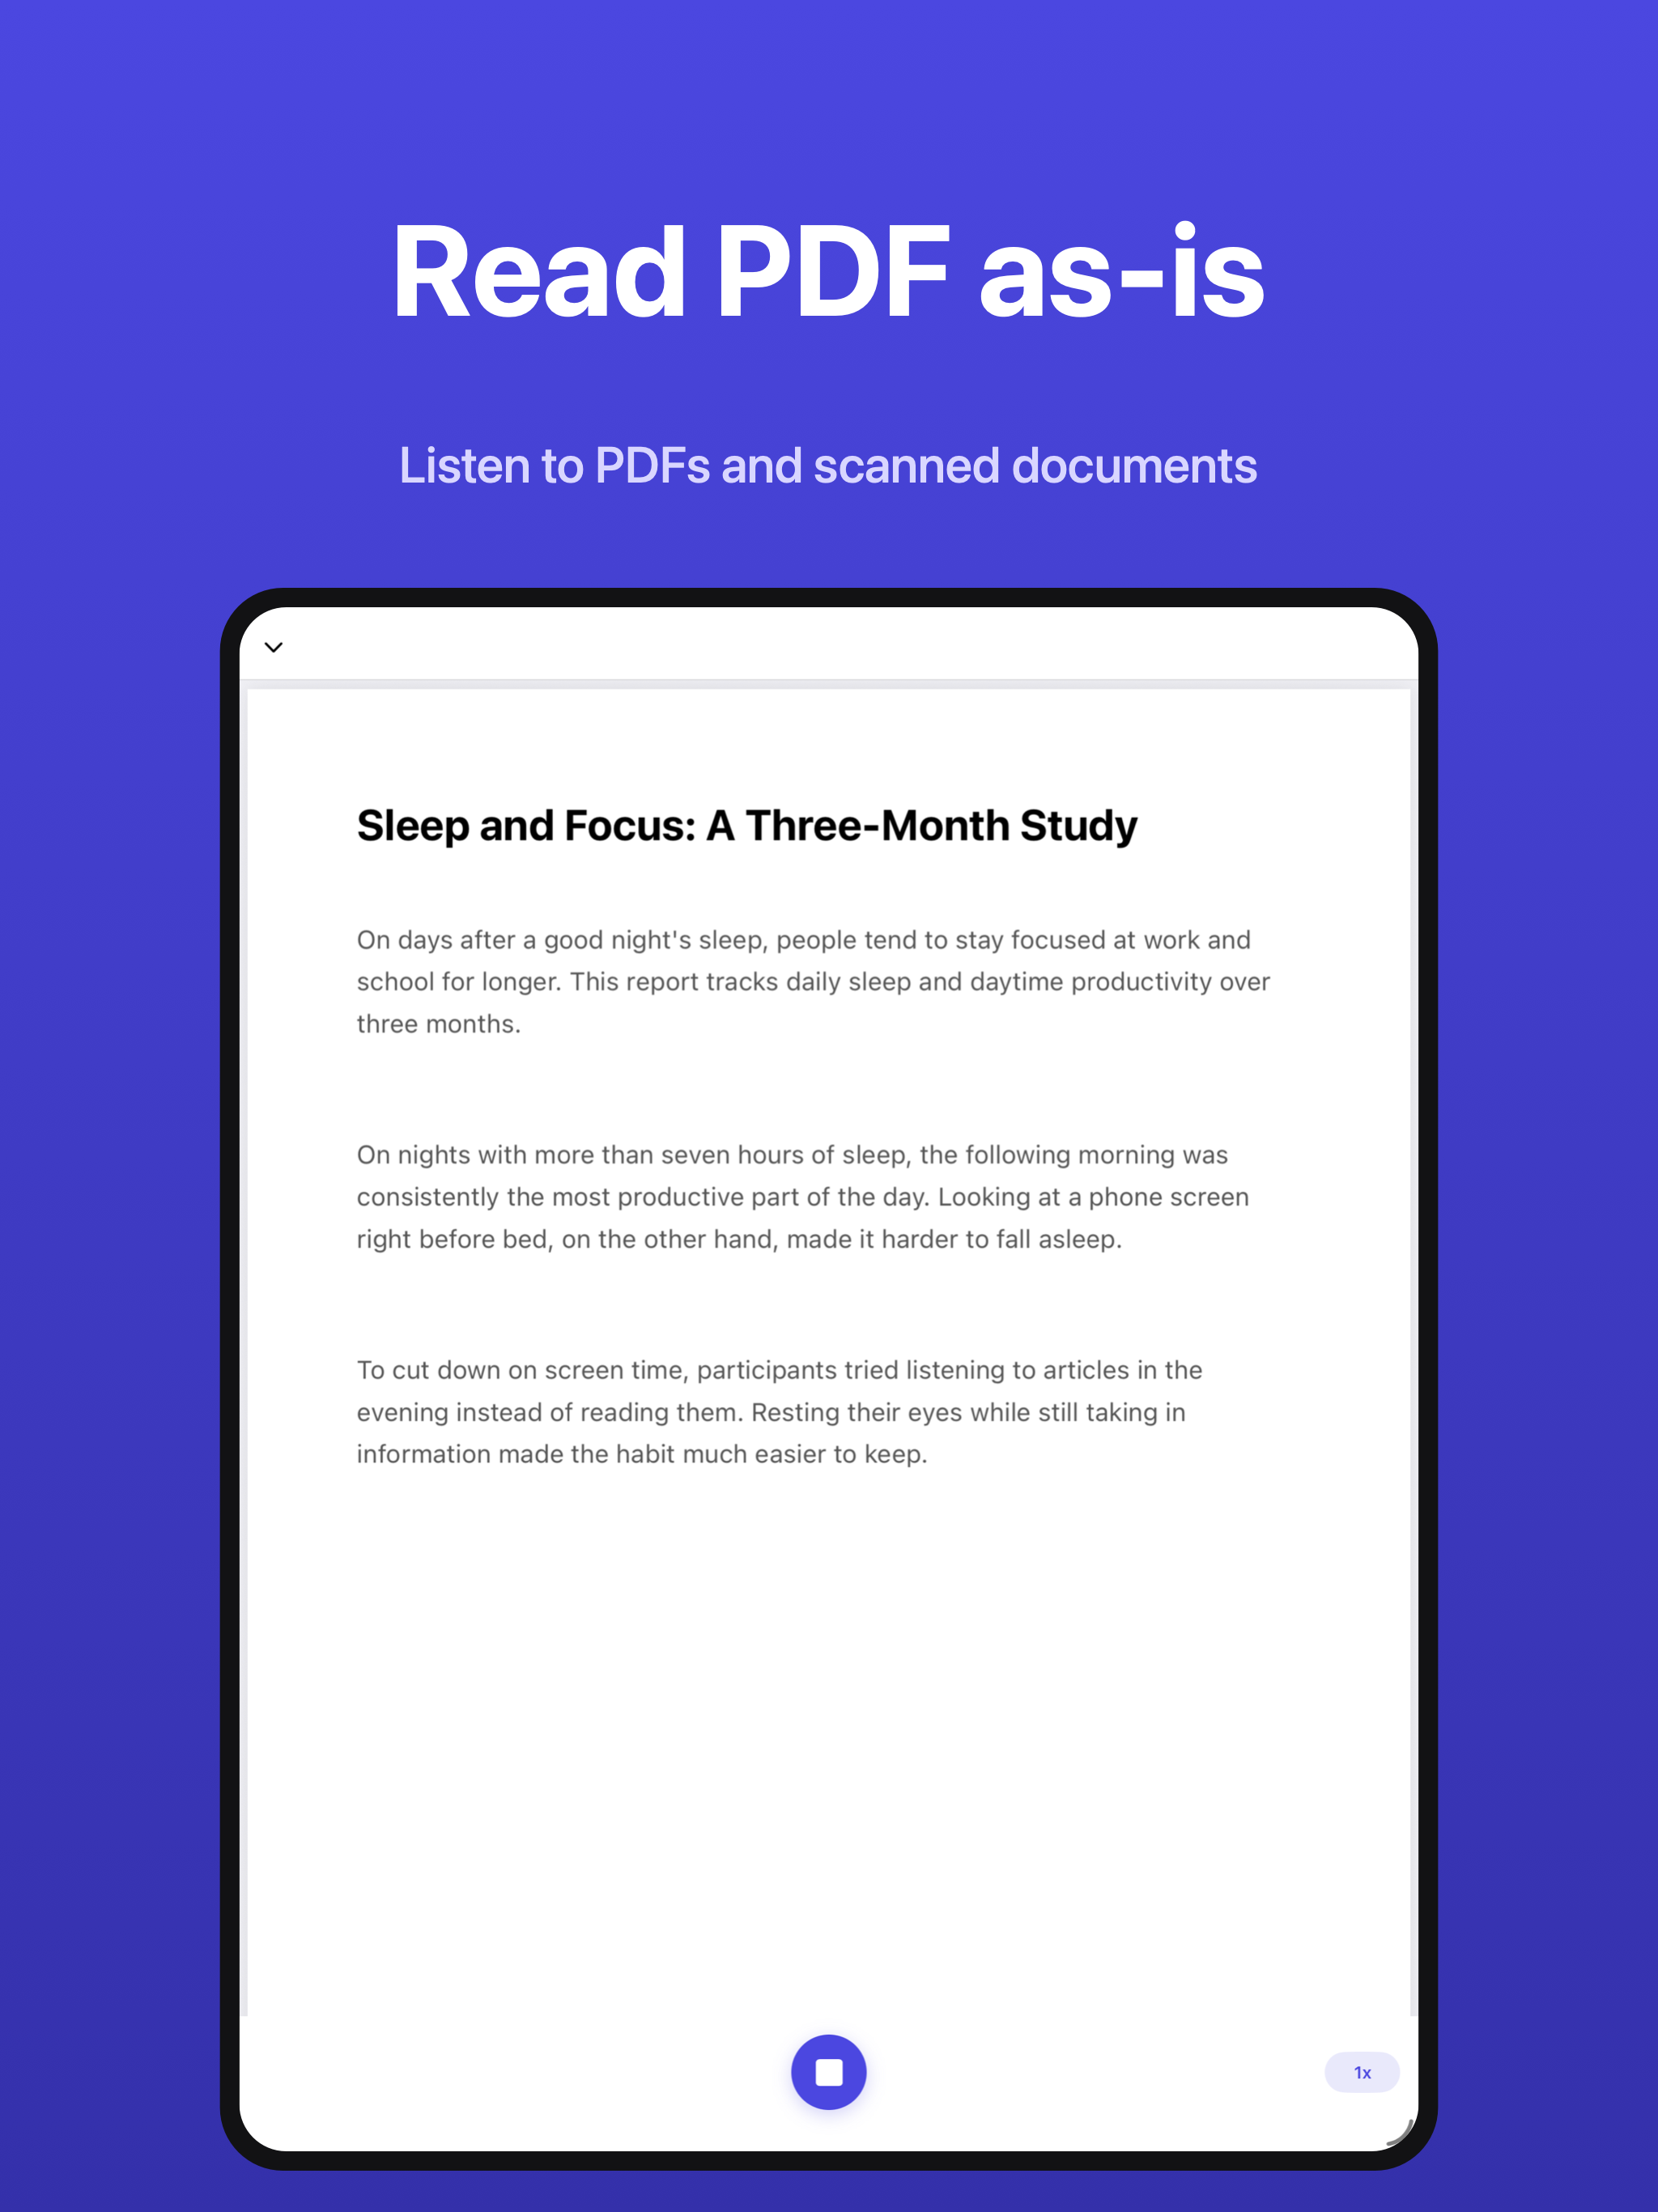 Read PDF as-is
Listen to PDFs and scanned documents
Sleep and Focus: A Three-Month Study
On days after a good night's sleep, people tend to stay focused at work and
school for longer. This report tracks daily sleep and daytime productivity over
three months.
On nights with more than seven hours of sleep, the following morning was
consistently the most productive part of the day. Looking at a phone screen
right before bed, on the other hand, made it harder to fall asleep.
To cut down on screen time, participants tried listening to articles in the
evening instead of reading them. Resting their eyes while still taking in
information made the habit much easier to keep.
1x